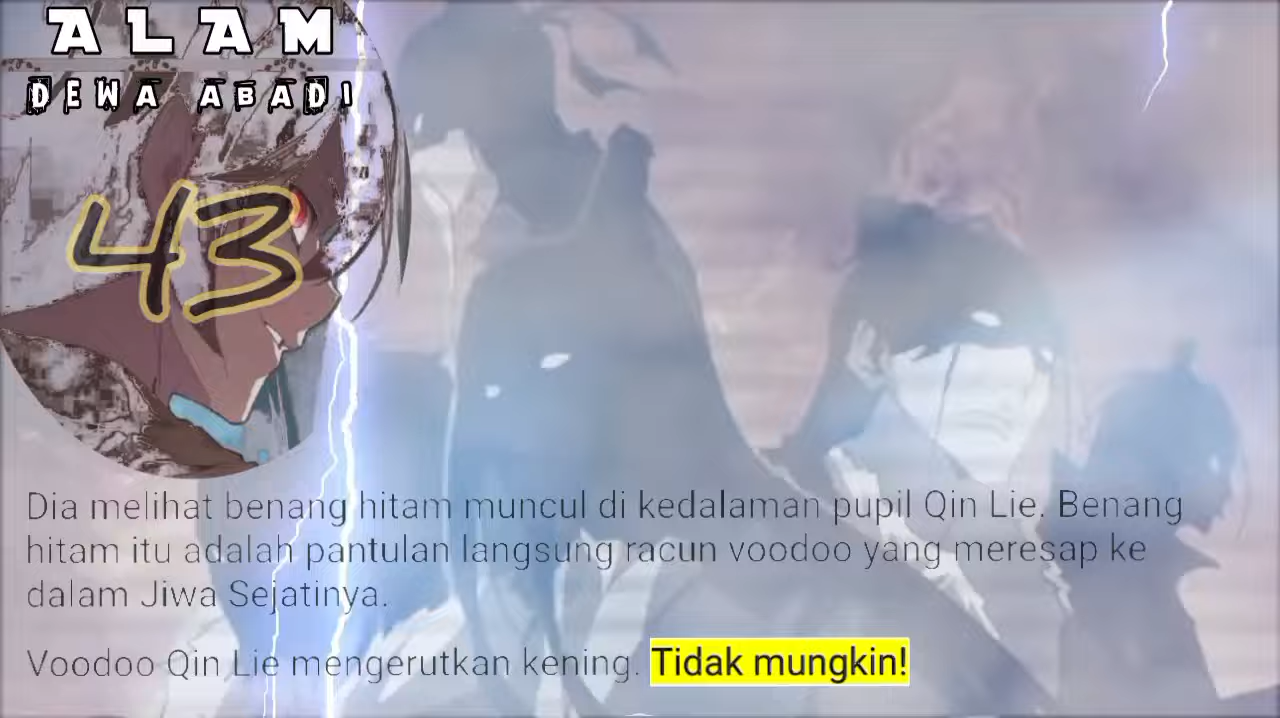 ALAM
DEWA ABADI
43
Dia melihat benang hitam muncul di kedalaman pupil Qin Lie. Benang
hitam itu adalah pantulan langsung racun voodoo yang meresap ke
dalam Jiwa Sejatinya.
Voodoo Qin Lie mengerutkan kening. Tidak mungkin!